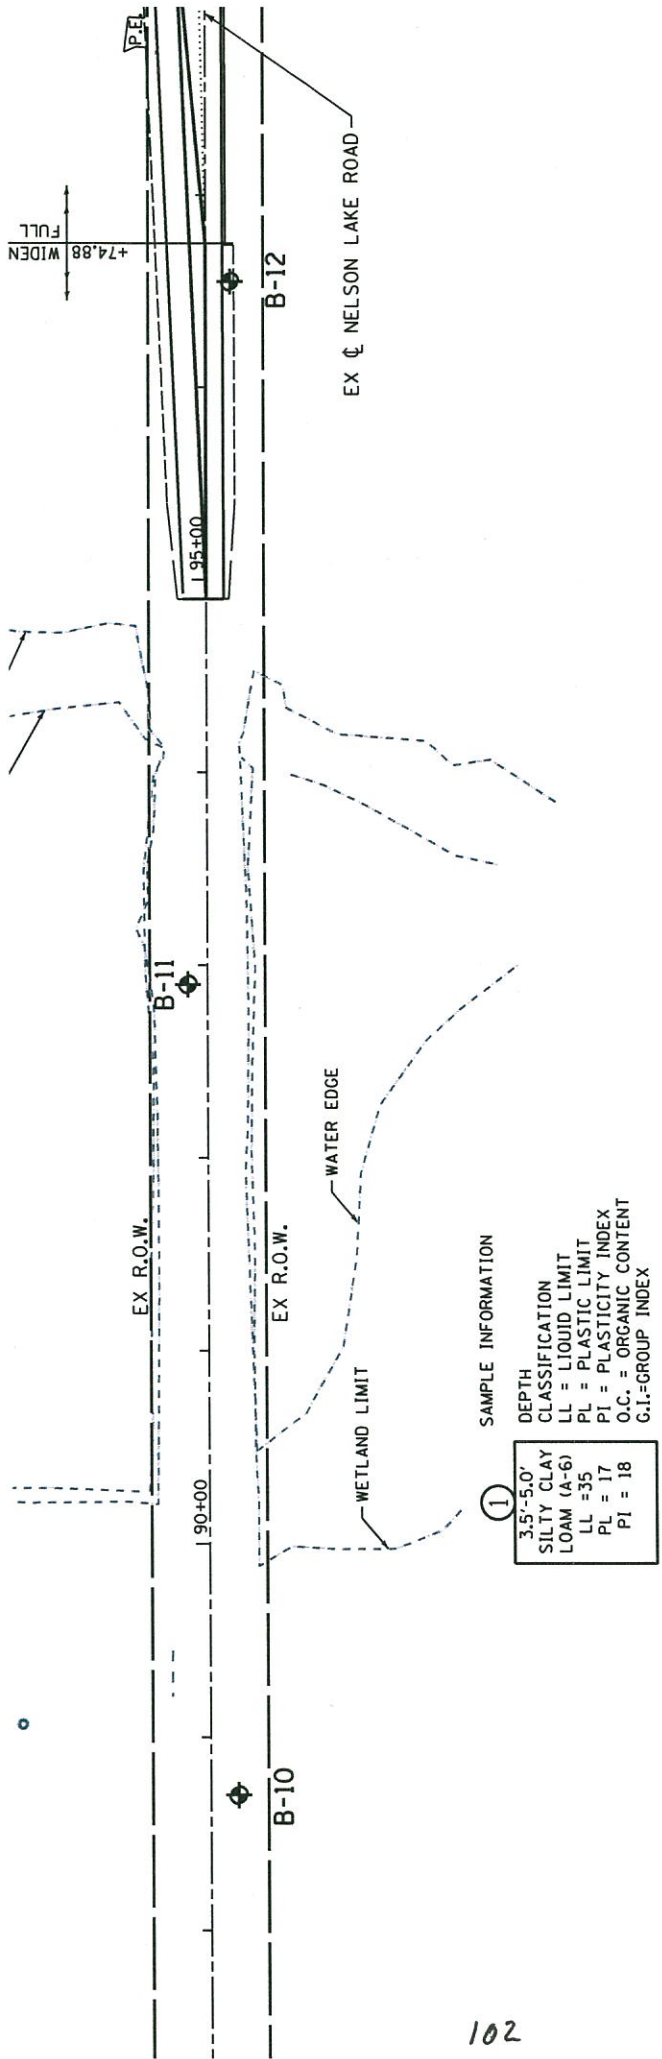 P.E.
FULL
WIDEN
+74.88
B-12
EX ℄ NELSON LAKE ROAD
95+00
B-11
EX R.O.W.
EX R.O.W.
WATER EDGE
WETLAND LIMIT
90+00
B-10
SAMPLE INFORMATION
1
3.5'-5.0'
SILTY CLAY
LOAM (A-6)
LL =35
PL = 17
PI = 18
DEPTH
CLASSIFICATION
LL = LIQUID LIMIT
PL = PLASTIC LIMIT
PI = PLASTICITY INDEX
O.C. = ORGANIC CONTENT
G.I.=GROUP INDEX
102